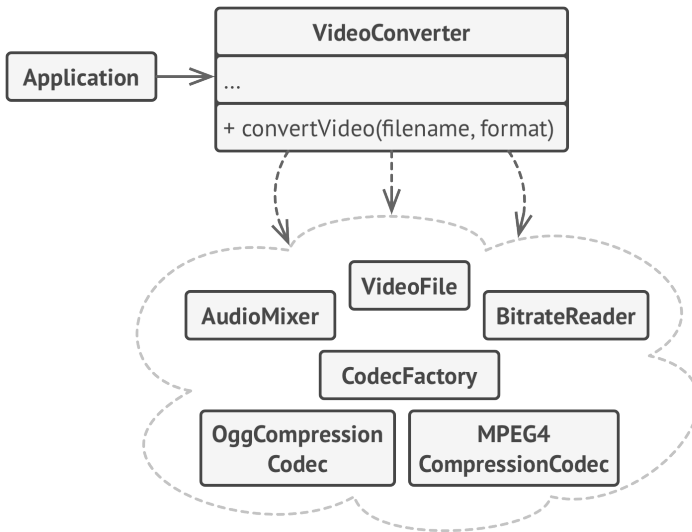 VideoConverter
Application
...
+ convertVideo(filename, format)
VideoFile
AudioMixer
BitrateReader
CodecFactory
OggCompression
Codec
MPEG4
CompressionCodec